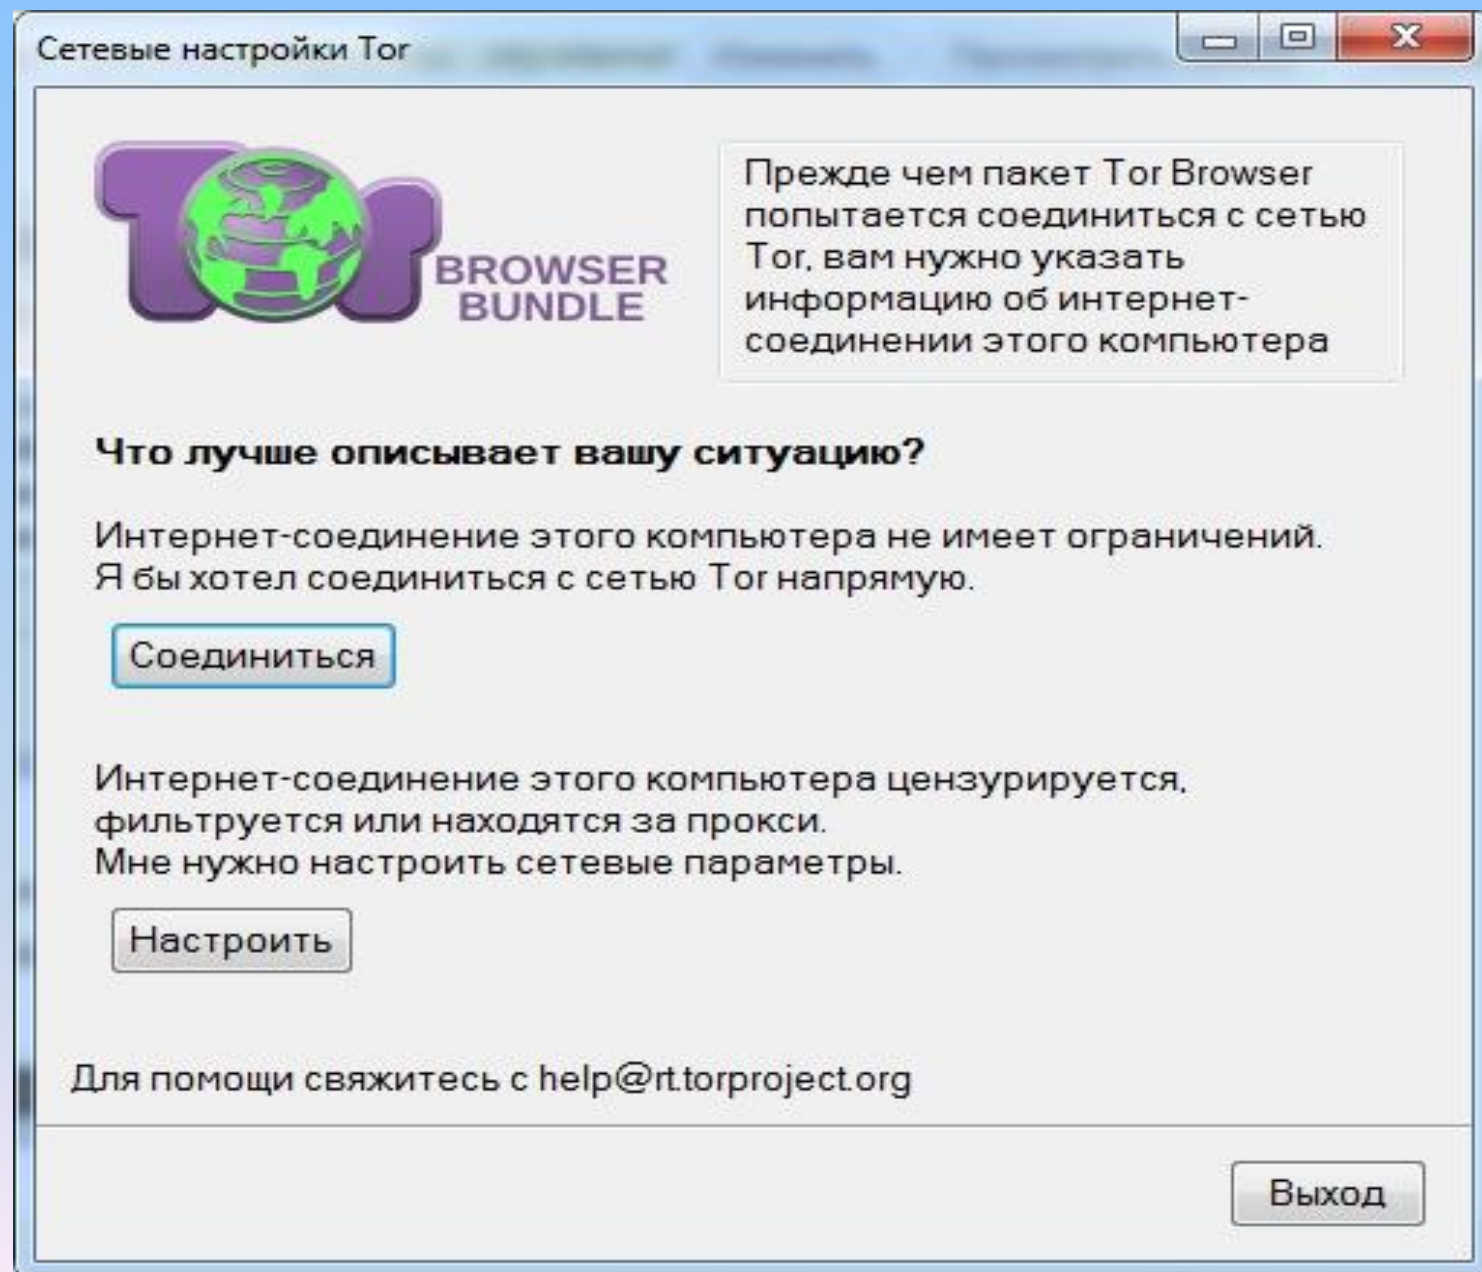 Сетевые настройки Tor
Tor BROWSER
BUNDLE
Прежде чем пакет Tor Browser
попытается соединиться с сетью
Tor, вам нужно указать
информацию об интернет-
соединении этого компьютера
Что лучше описывает вашу ситуацию?
Интернет-соединение этого компьютера не имеет ограничений.
Я бы хотел соединиться с сетью Tor напрямую.
Соединиться
Интернет-соединение этого компьютера цензурируется,
фильтруется или находятся за прокси.
Мне нужно настроить сетевые параметры.
Настроить
Для помощи свяжитесь с help@rt.torproject.org
Выход